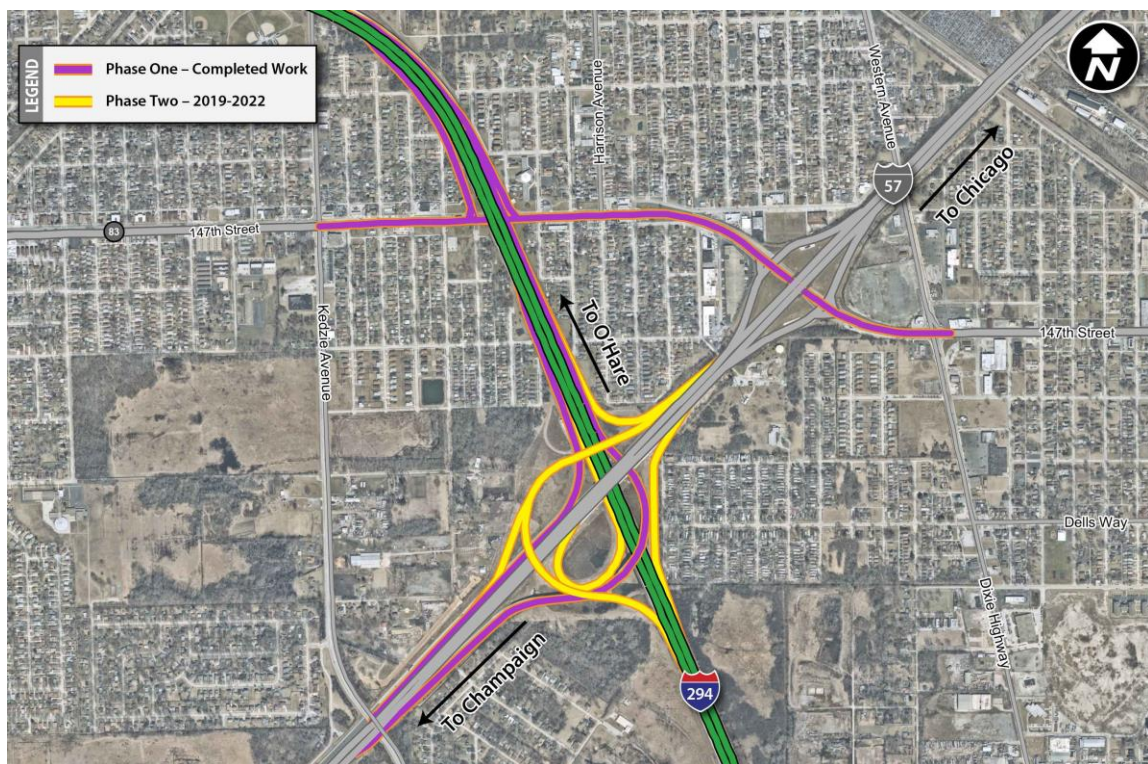 LEGEND
Phase One – Completed Work
Phase Two – 2019-2022
N
Harrison Avenue
Western Avenue
57
To Chicago
83
147th Street
Kedzie Avenue
To O'Hare
147th Street
Dells Way
Dixie Highway
To Champaign
294